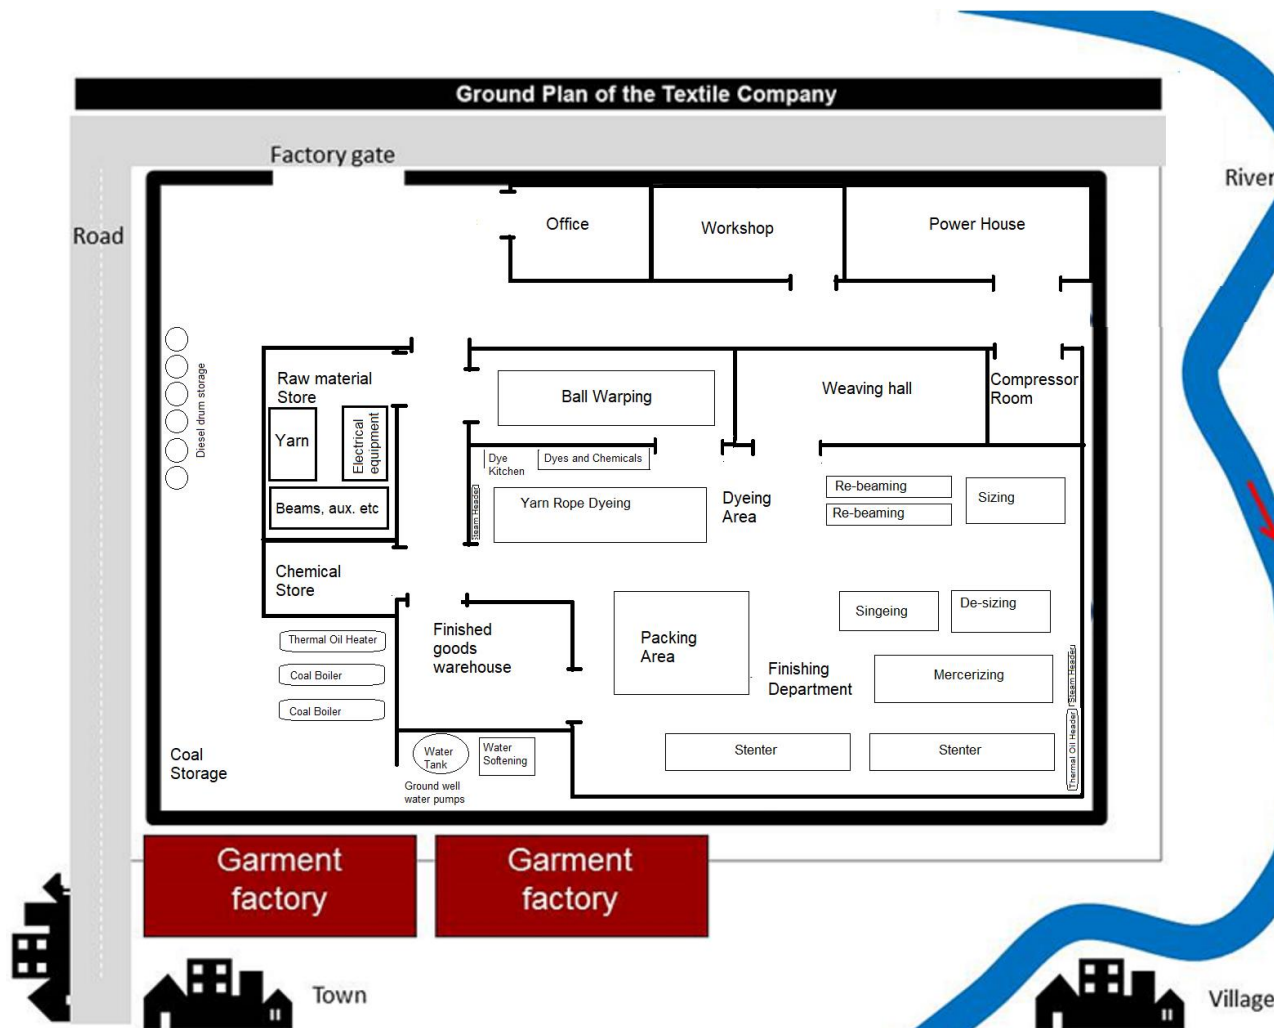 Ground Plan of the Textile Company
Factory gate
River
Road
Office
Workshop
Power House
Diesel drum storage
Raw material
Store
Yarn
Electrical
equipment
Beams, aux. etc
Ball Warping
Weaving hall
Compressor
Room
Dye
Kitchen
Dyes and Chemicals
Steam Header
Yarn Rope Dyeing
Dyeing
Area
Re-beaming
Re-beaming
Sizing
Chemical
Store
Thermal Oil Heater
Coal Boiler
Coal Boiler
Coal
Storage
Finished
goods
warehouse
Packing
Area
Singeing
De-sizing
Finishing
Department
Mercerizing
Steam Header
Stenter
Stenter
Thermal Oil Header
Water
Tank
Water
Softening
Ground well
water pumps
Garment
factory
Garment
factory
Town
Village